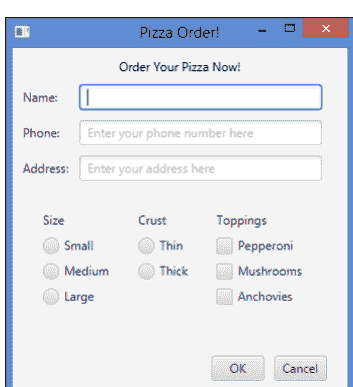 Pizza Order!
Order Your Pizza Now!
Name:
Phone: Enter your phone number here
Address: Enter your address here
Size Crust Toppings
Small Thin Pepperoni
Medium Thick Mushrooms
Large Anchovies
OK Cancel